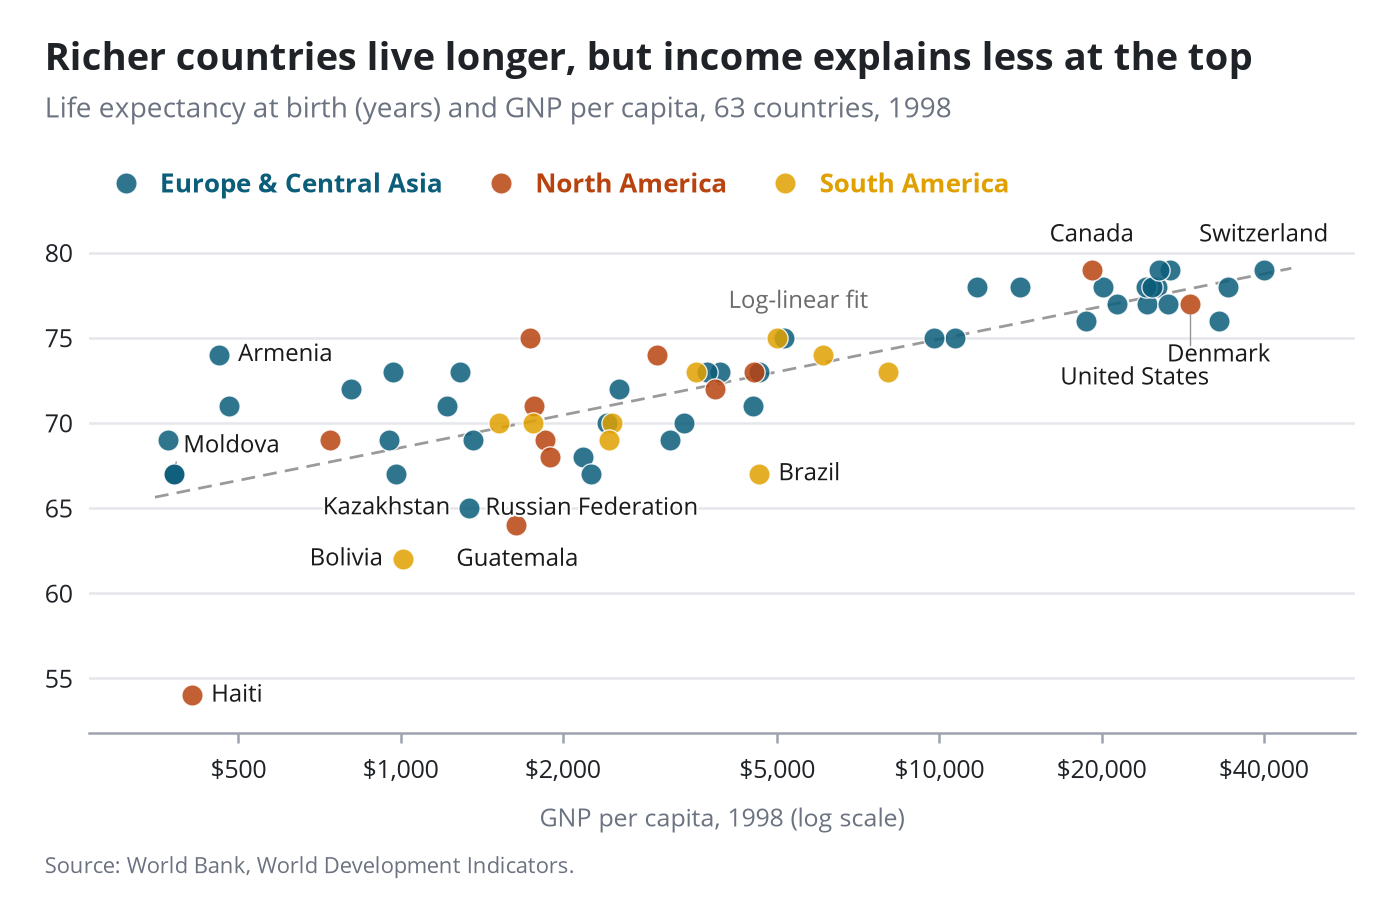 Richer countries live longer, but income explains less at the top
Life expectancy at birth (years) and GNP per capita, 63 countries, 1998
Europe & Central Asia
North America
South America
Canada
Switzerland
80
Log-linear fit
75
Armenia
Denmark
United States
70
Moldova
Brazil
65
Kazakhstan
Russian Federation
Bolivia
Guatemala
60
55
Haiti
$500
$1,000
$2,000
$5,000
$10,000
$20,000
$40,000
GNP per capita, 1998 (log scale)
Source: World Bank, World Development Indicators.